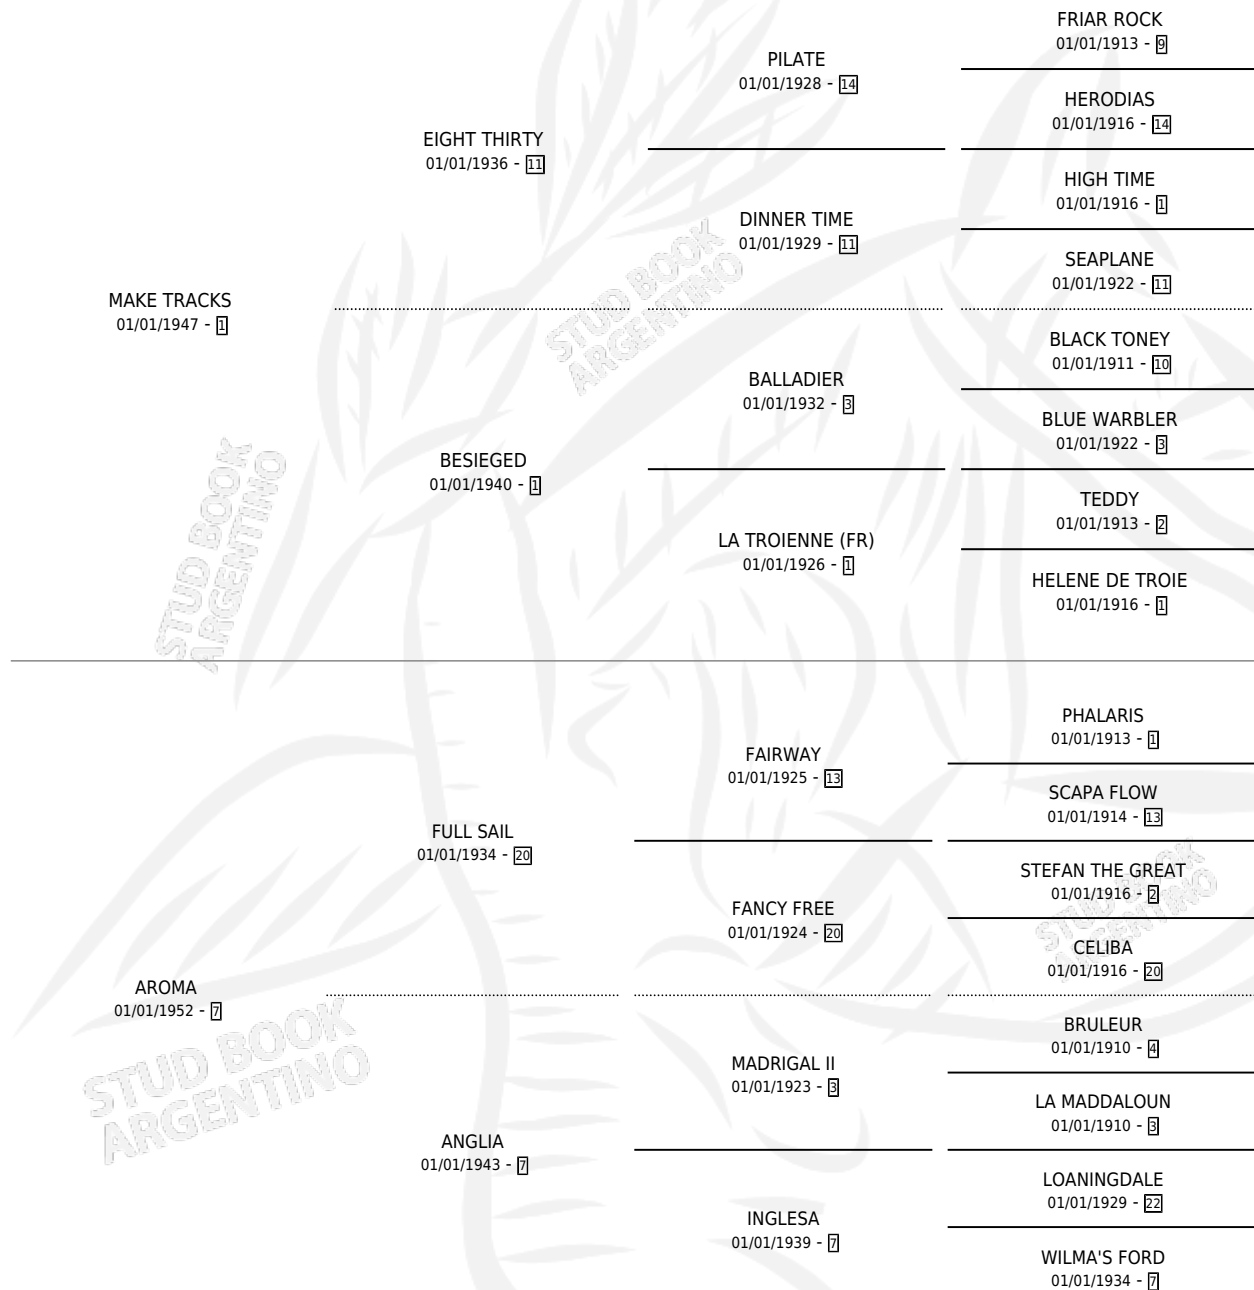 FRIAR ROCK
01/01/1913 - 9
PILATE
01/01/1928 - 14
HERODIAS
01/01/1916 - 14
EIGHT THIRTY
01/01/1936 - 11
HIGH TIME
01/01/1916 - 1
DINNER TIME
01/01/1929 - 11
SEAPLANE
01/01/1922 - 11
MAKE TRACKS
01/01/1947 - 1
BLACK TONEY
01/01/1911 - 10
BALLADIER
01/01/1932 - 3
BLUE WARBLER
01/01/1922 - 3
BESIEGED
01/01/1940 - 1
TEDDY
01/01/1913 - 2
LA TROIENNE (FR)
01/01/1926 - 1
HELENE DE TROIE
01/01/1916 - 1
STUD BOOK
ARGENTINO
STUD BOOK
ARGENTINO
PHALARIS
01/01/1913 - 1
FAIRWAY
01/01/1925 - 13
SCAPA FLOW
01/01/1914 - 13
FULL SAIL
01/01/1934 - 20
STEFAN THE GREAT
01/01/1916 - 2
FANCY FREE
01/01/1924 - 20
CELIBA
01/01/1916 - 20
STUD BOOK
ARGENTINO
AROMA
01/01/1952 - 7
BRULEUR
01/01/1910 - 4
MADRIGAL II
01/01/1923 - 3
LA MADDALOUN
01/01/1910 - 3
STUD BOOK
ARGENTINO
ANGLIA
01/01/1943 - 7
LOANINGDALE
01/01/1929 - 22
INGLESA
01/01/1939 - 7
WILMA'S FORD
01/01/1934 - 7